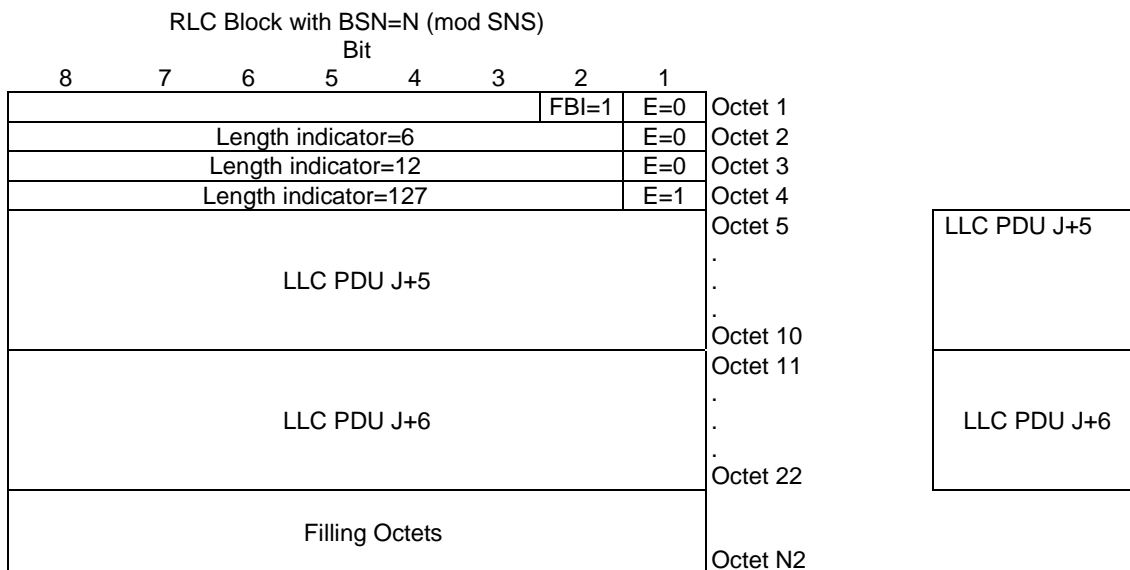 RLC Block with BSN=N (mod SNS)
Bit
8 7 6 5 4 3 2 1
FBI=1 E=0 Octet 1
Length indicator=6 E=0 Octet 2
Length indicator=12 E=0 Octet 3
Length indicator=127 E=1 Octet 4
Octet 5 LLC PDU J+5
.
LLC PDU J+5 .
.
Octet 10
Octet 11
.
LLC PDU J+6 . LLC PDU J+6
.
Octet 22
Filling Octets
Octet N2